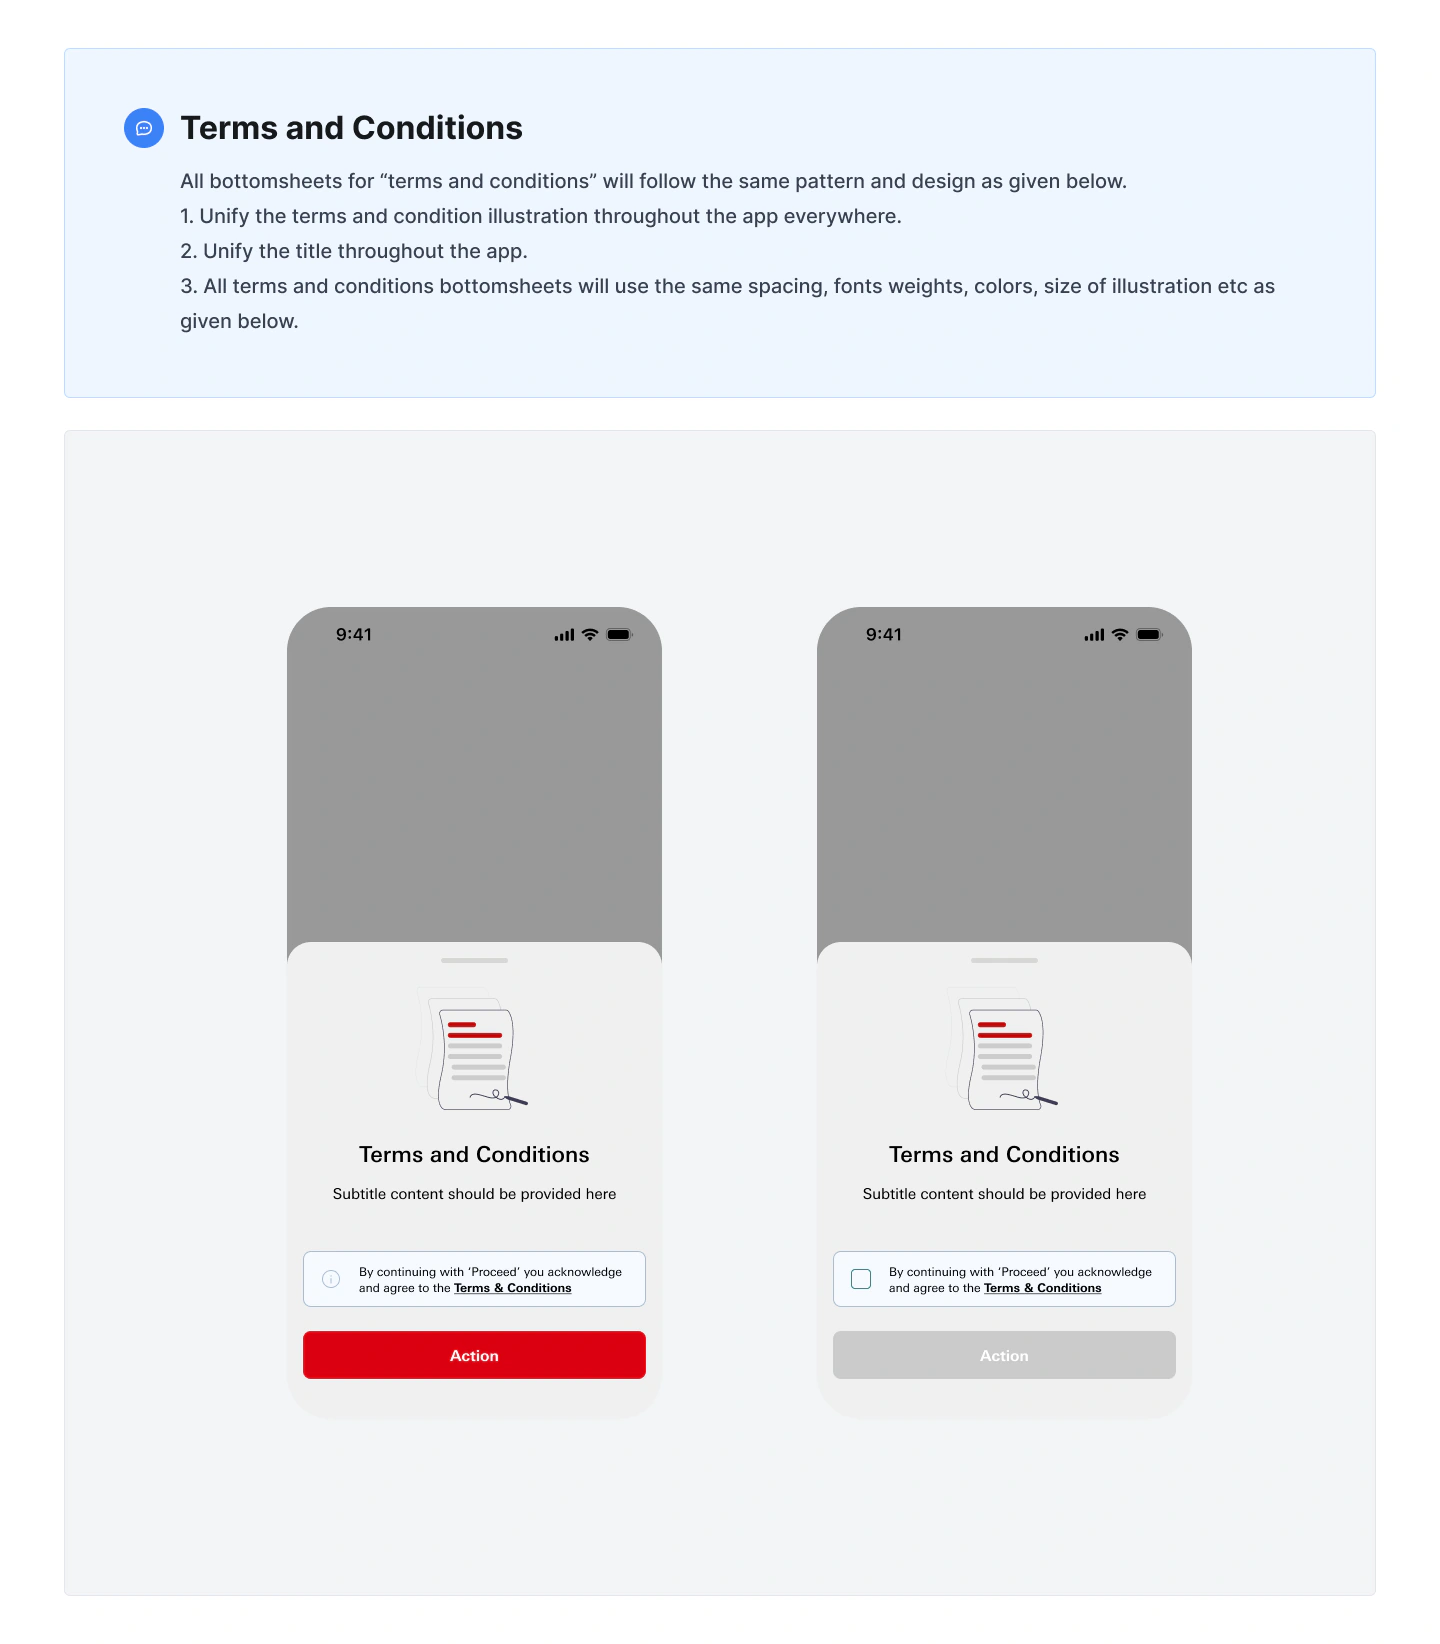 Terms and Conditions
All bottomsheets for “terms and conditions” will follow the same pattern and design as given below.
1. Unify the terms and condition illustration throughout the app everywhere.
2. Unify the title throughout the app.
3. All terms and conditions bottomsheets will use the same spacing, fonts weights, colors, size of illustration etc as
given below.
9:41
Terms and Conditions
Subtitle content should be provided here
By continuing with ‘Proceed’ you acknowledge
and agree to the Terms & Conditions
Action
9:41
Terms and Conditions
Subtitle content should be provided here
By continuing with ‘Proceed’ you acknowledge
and agree to the Terms & Conditions
Action